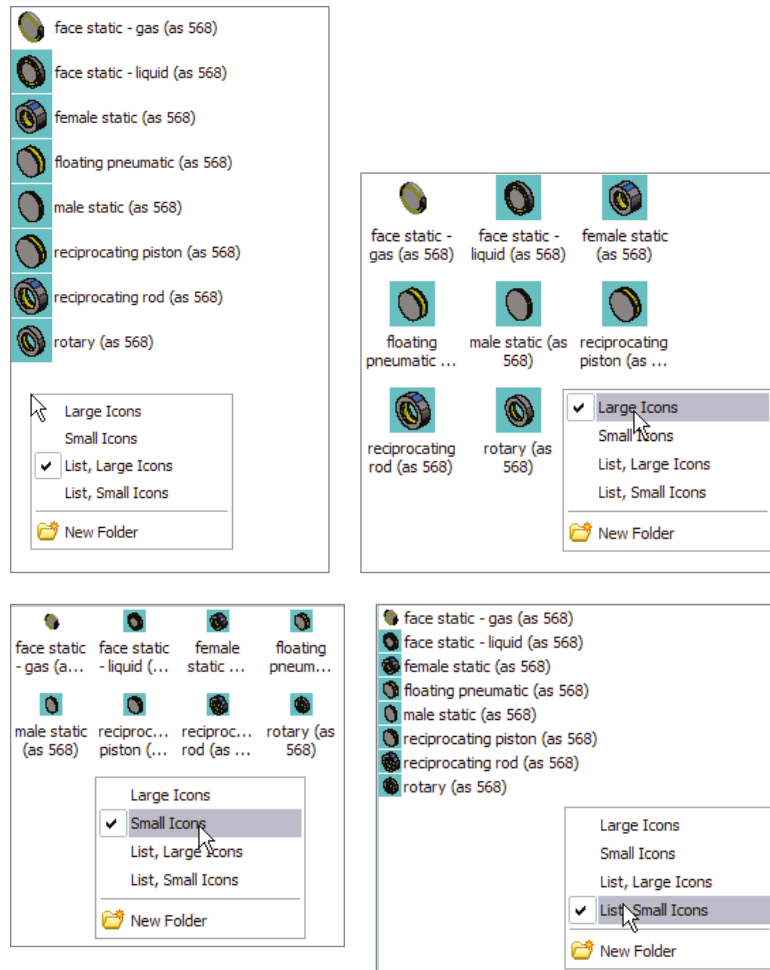 face static - gas (as 568)
face static - liquid (as 568)
female static (as 568)
floating pneumatic (as 568)
male static (as 568)
reciprocating piston (as 568)
reciprocating rod (as 568)
rotary (as 568)
Large Icons
Small Icons
List, Large Icons
List, Small Icons
New Folder
face static - face static - female static
gas (as 568) liquid (as 568) (as 568)
floating male static (as reciprocating
pneumatic ... 568) piston (as ...
reciprocating rotary (as
rod (as 568) 568)
Large Icons
Small Icons
List, Large Icons
List, Small Icons
New Folder
face static face static female floating
- gas (a... - liquid (... static ... pneum...
male static reciproc... reciproc... rotary (as
(as 568) piston (... rod (as ... 568)
Large Icons
Small Icons
List, Large Icons
List, Small Icons
New Folder
face static - gas (as 568)
face static - liquid (as 568)
female static (as 568)
floating pneumatic (as 568)
male static (as 568)
reciprocating piston (as 568)
reciprocating rod (as 568)
rotary (as 568)
Large Icons
Small Icons
List, Large Icons
List, Small Icons
New Folder